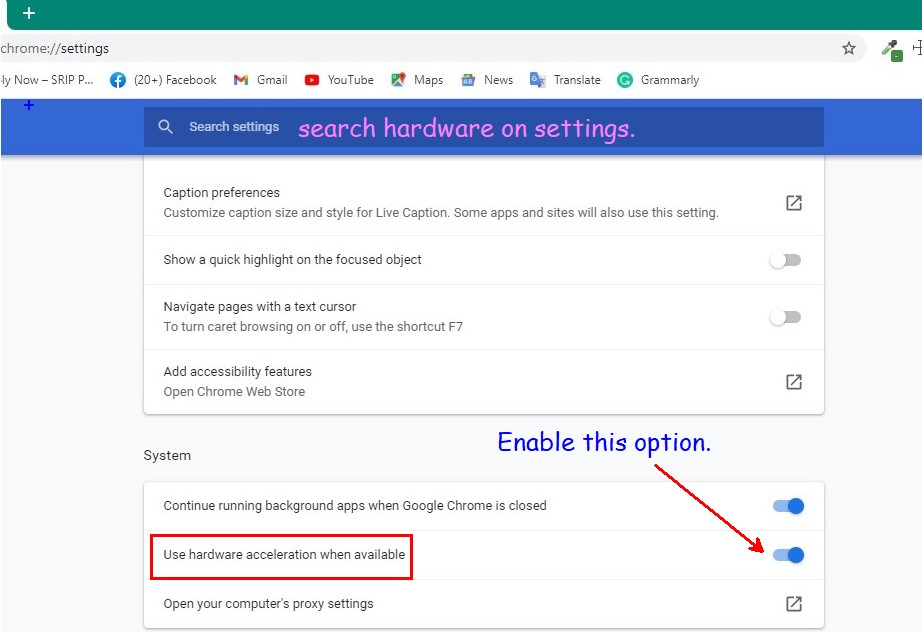 +
chrome://settings
ly Now – SRIP P... (20+) Facebook Gmail YouTube Maps News Translate Grammarly
+
Search settings search hardware on settings.
Caption preferences
Customize caption size and style for Live Caption. Some apps and sites will also use this setting.
Show a quick highlight on the focused object
Navigate pages with a text cursor
To turn caret browsing on or off, use the shortcut F7
Add accessibility features
Open Chrome Web Store
Enable this option.
System
Continue running background apps when Google Chrome is closed
Use hardware acceleration when available
Open your computer's proxy settings